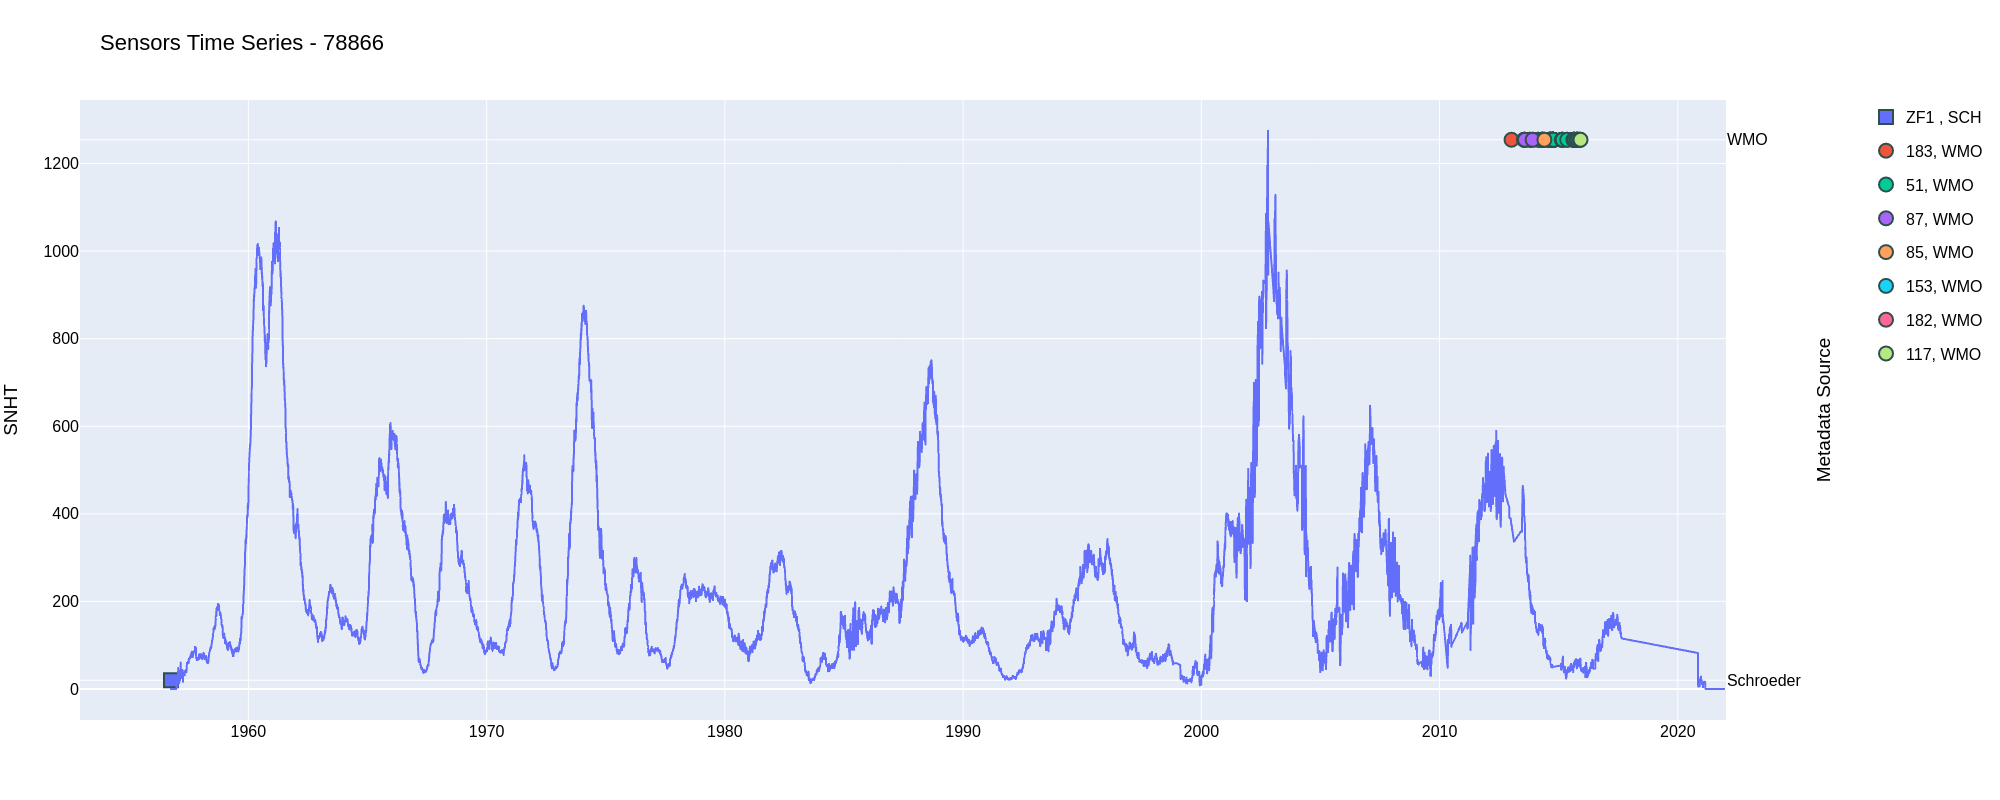 Sensors Time Series - 78866
SNHT
1200
1000
800
600
400
200
0
1960
1970
1980
1990
2000
2010
2020
WMO
Schroeder
Metadata Source
ZF1 , SCH
183, WMO
51, WMO
87, WMO
85, WMO
153, WMO
182, WMO
117, WMO